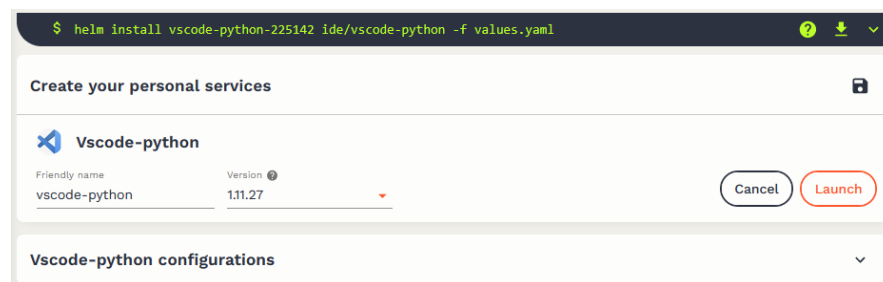 $ helm install vscode-python-225142 ide/vscode-python -f values.yaml
Create your personal services
Vscode-python
Friendly name
Version
vscode-python
1.11.27
Cancel
Launch
Vscode-python configurations